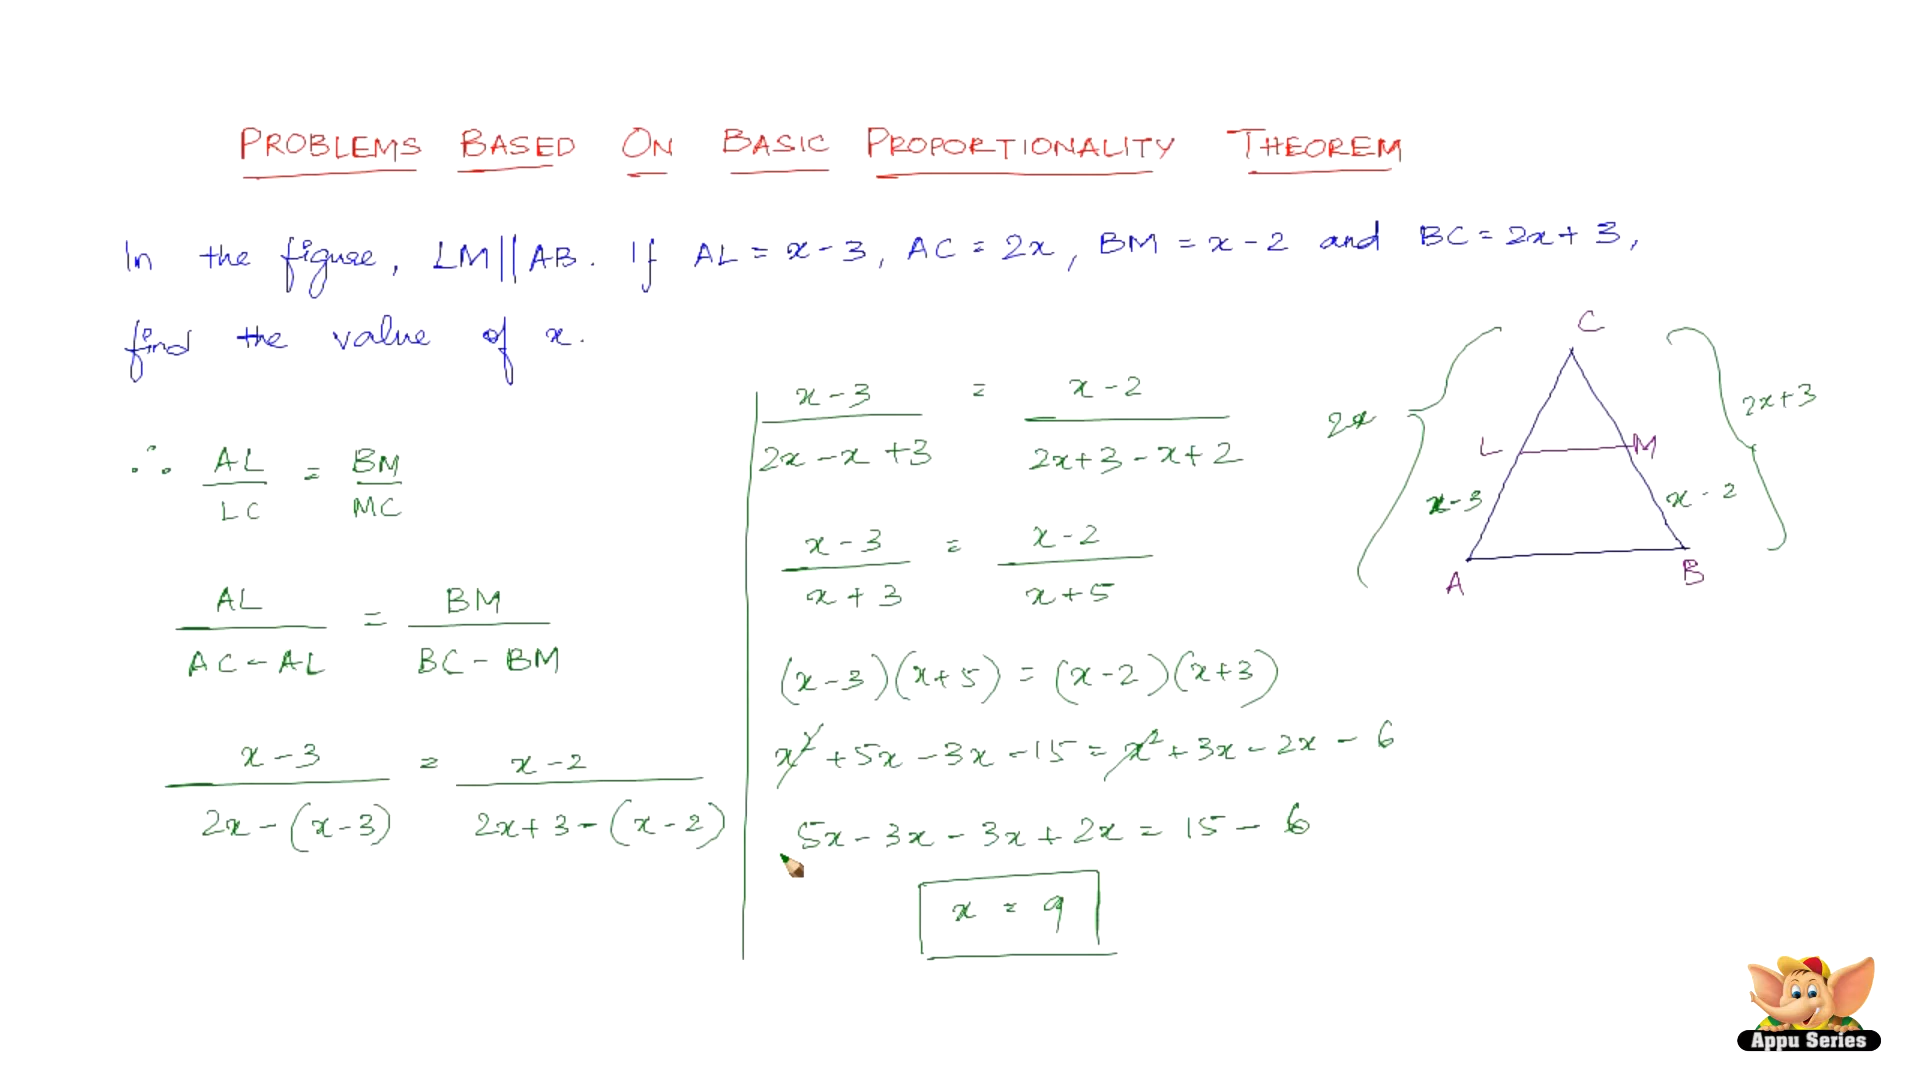 PROBLEMS BASED ON BASIC PROPORTIONALITY THEOREM
In the figure, LM||AB. If AL = x - 3, AC = 2x, BM = x - 2 and BC = 2x + 3,
find the value of x.
∴ AL/LC = BM/MC
AL/(AC - AL) = BM/(BC - BM)
x - 3/2x - (x - 3) = x - 2/2x + 3 - (x - 2)
x - 3/2x - x + 3 = x - 2/2x + 3 - x + 2
x - 3/x + 3 = x - 2/x + 5
(x - 3)(x + 5) = (x - 2)(x + 3)
x² + 5x - 3x - 15 = x² + 3x - 2x - 6
5x - 3x - 3x + 2x = 15 - 6
x = 9
C
2x
2x + 3
L
M
x - 3
x - 2
A
B
Appu Series